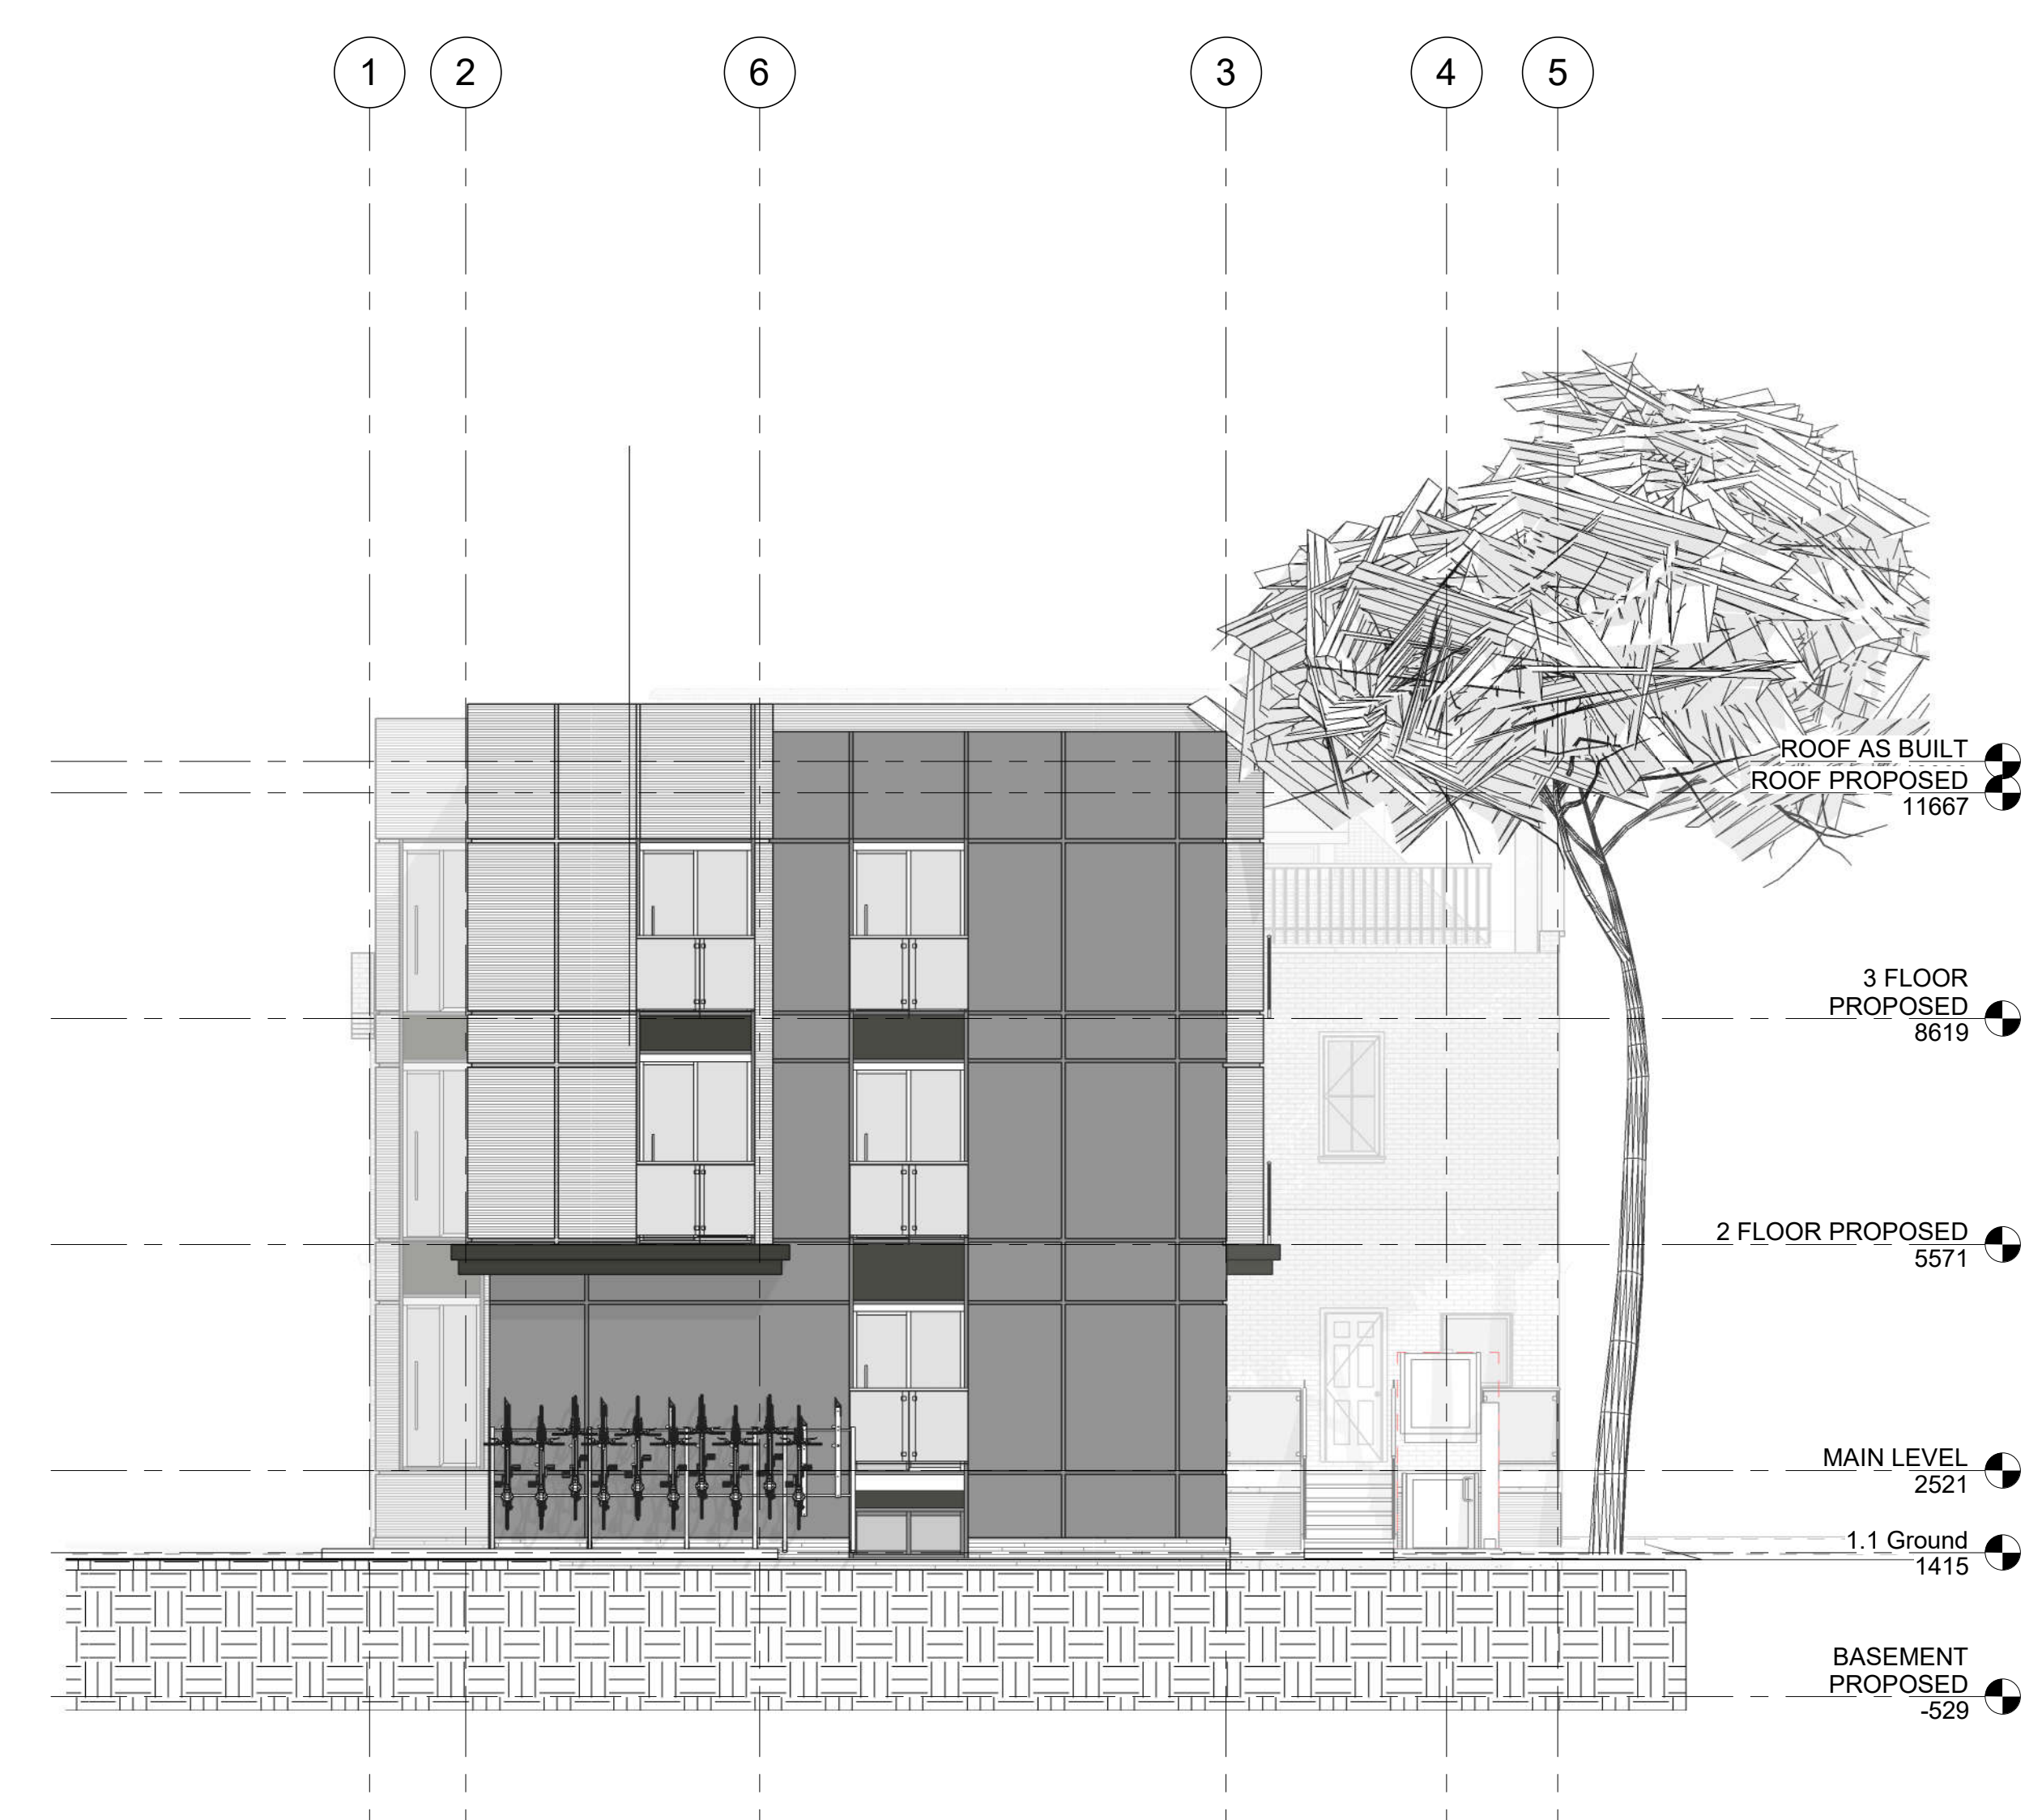 1 2 6 3 4 5
ROOF AS BUILT
ROOF PROPOSED
11667
3 FLOOR
PROPOSED
8619
2 FLOOR PROPOSED
5571
MAIN LEVEL
2521
1.1 Ground
1415
BASEMENT
PROPOSED
-529